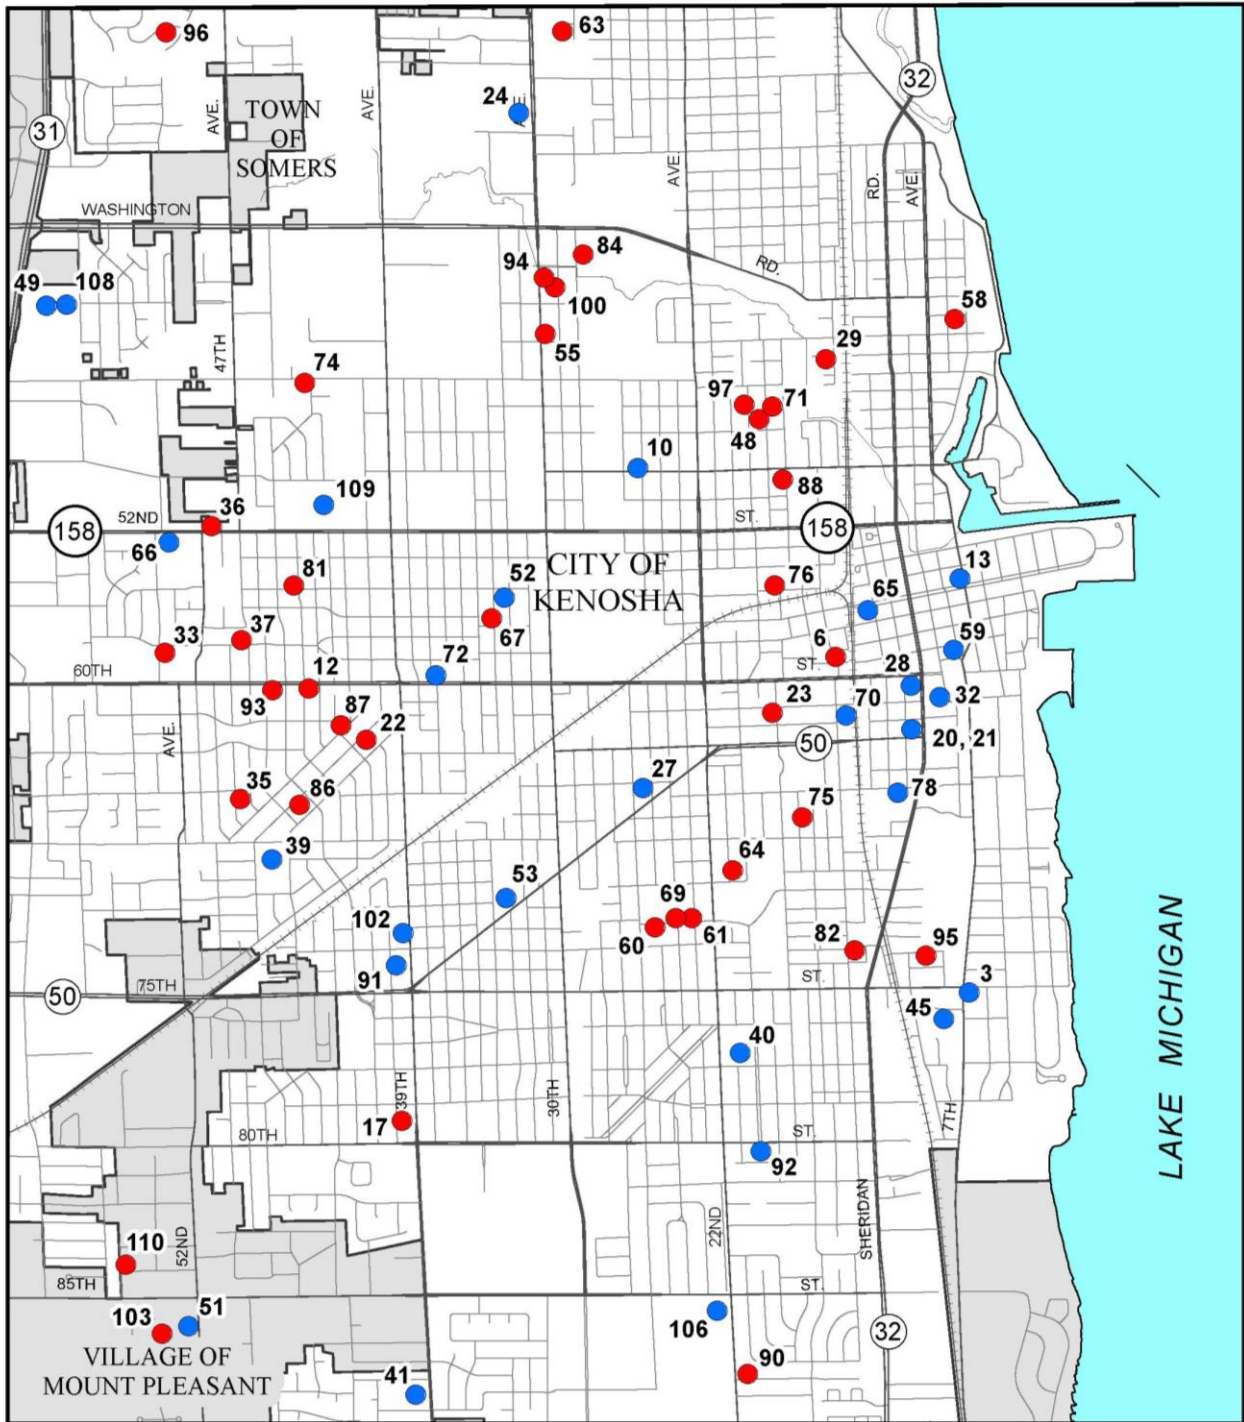 96
63
32
31
24
AVE.
AVE.
AVE.
TOWN
OF
SOMERS
AVE.
RD.
AVE.
WASHINGTON
84
94
RD.
49
108
100
58
55
29
47TH
74
97
71
48
10
88
109
36
52ND
158
ST.
158
66
CITY OF
KENOSHA
81
52
76
13
65
37
67
33
6
59
60TH
12
72
ST.
28
93
87
22
23
70
32
AVE.
50
20, 21
27
35
86
75
78
39
64
53
69
102
60
61
82
95
91
75TH
ST.
3
50
45
40
39TH
30TH
7TH
17
80TH
ST.
92
LAKE MICHIGAN
22ND
SHERIDAN
52ND
110
85TH
ST.
51
103
106
32
VILLAGE OF
MOUNT PLEASANT
90
41